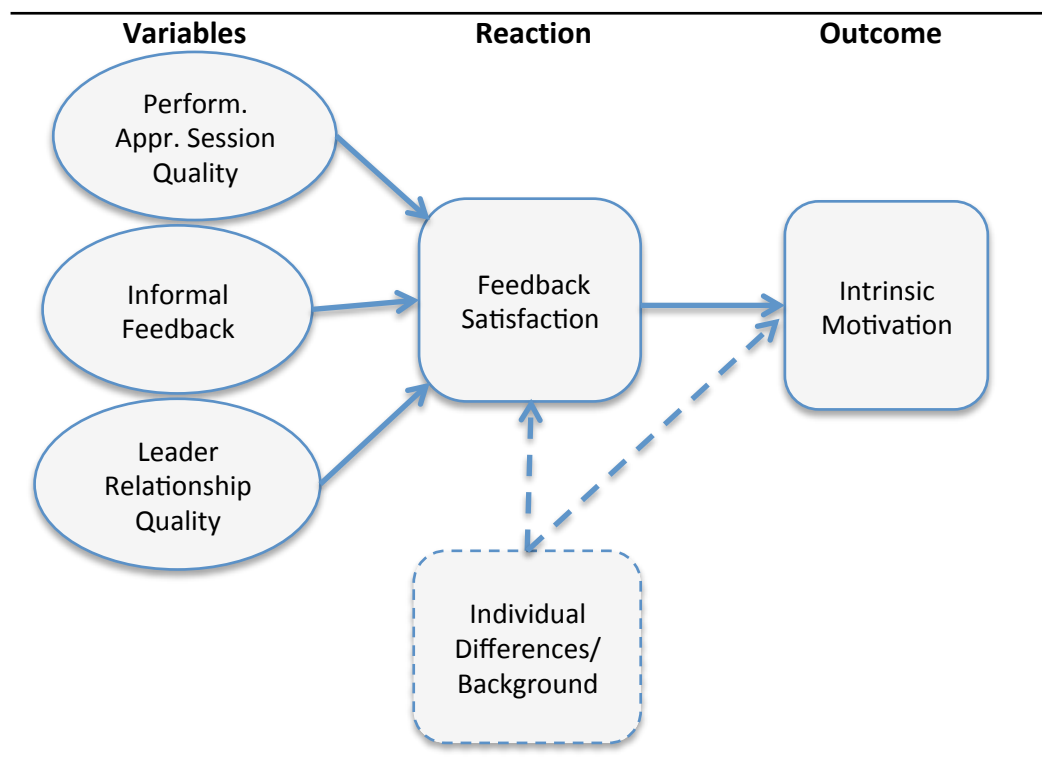 Variables Reaction Outcome
Perform.
Appr. Session
Quality
Informal
Feedback
Leader
Relationship
Quality
Feedback
Satisfaction
Intrinsic
Motivation
Individual
Differences/
Background